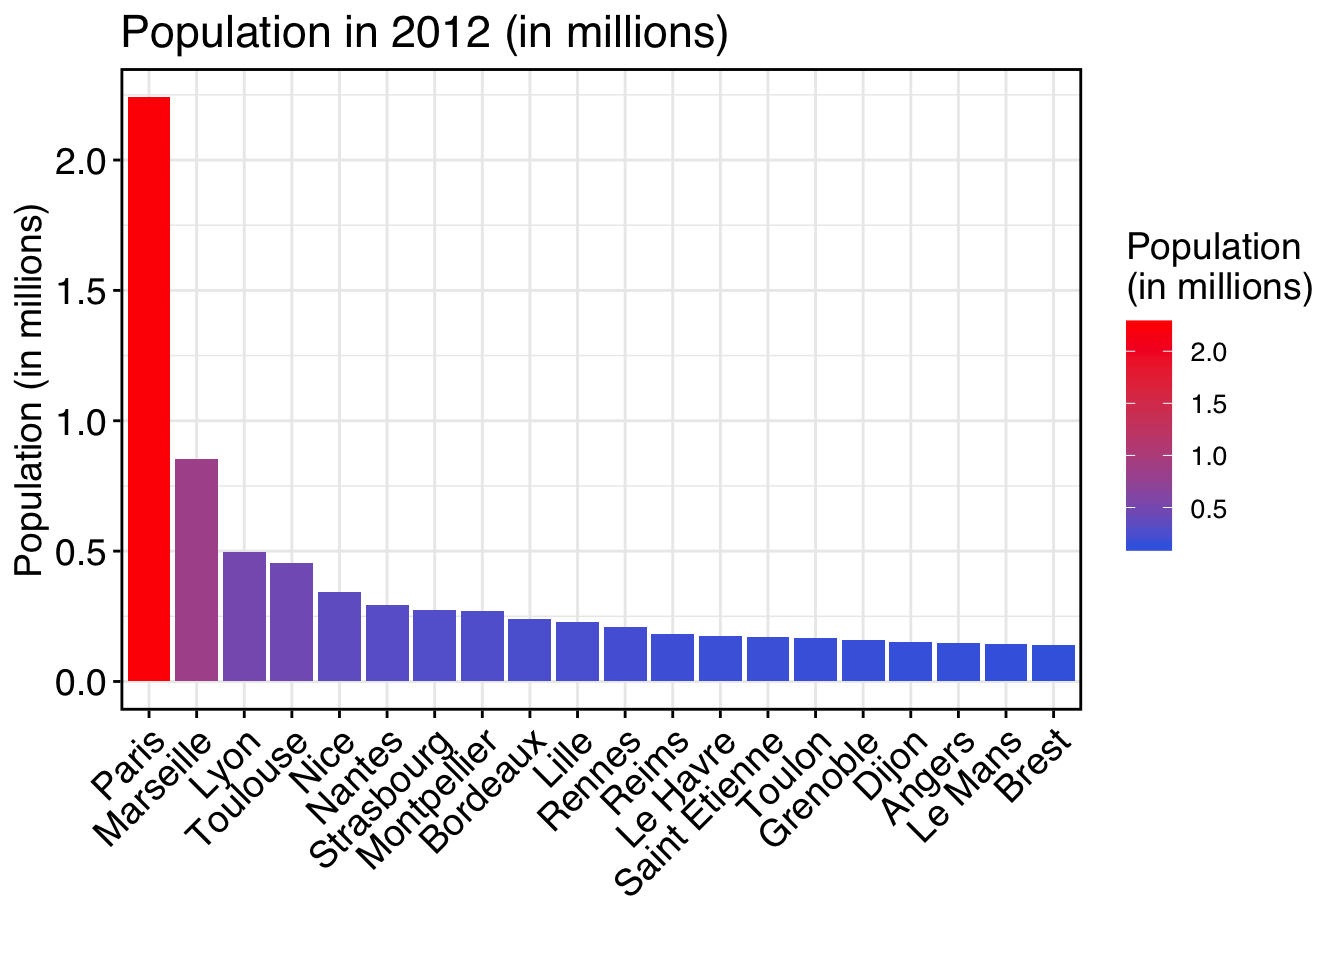 Population in 2012 (in millions)
Population (in millions)
2.0
1.5
1.0
0.5
0.0
Paris
Marseille
Lyon
Toulouse
Nice
Nantes
Strasbourg
Montpellier
Bordeaux
Lille
Rennes
Reims
Le Havre
Saint Etienne
Toulon
Grenoble
Dijon
Angers
Le Mans
Brest
Population
(in millions)
2.0
1.5
1.0
0.5